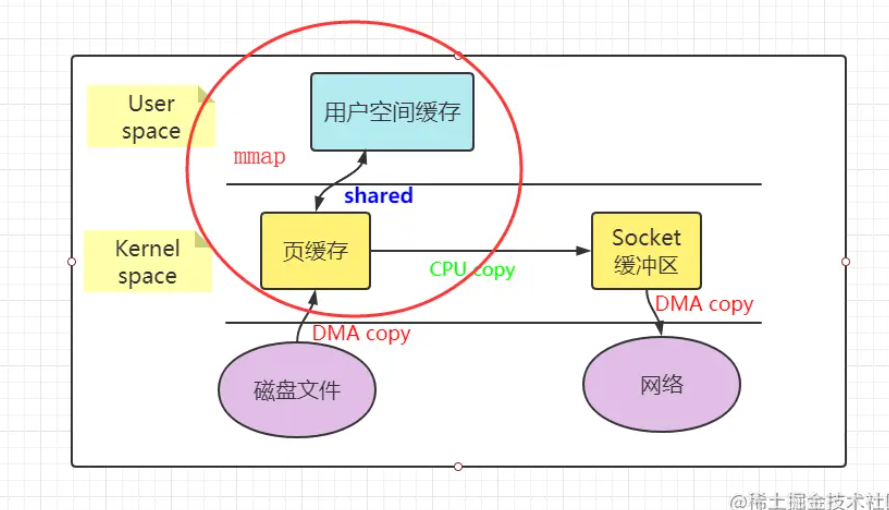 User
space
用户空间缓存
mmap
shared
Kernel
space
页缓存
CPU copy
Socket
缓冲区
DMA copy
DMA copy
磁盘文件
网络
@稀土掘金技术社